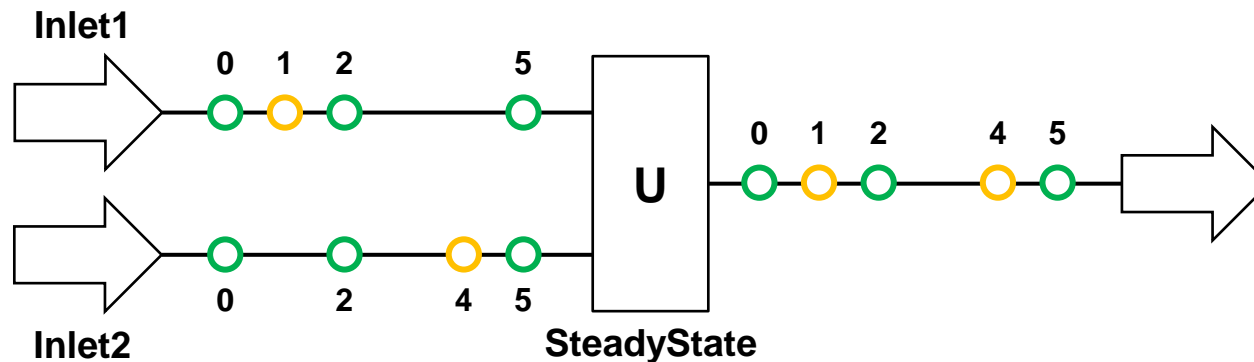 Inlet1
0 1 2 5
0 1 2 4 5
U
0 2 4 5
Inlet2
SteadyState